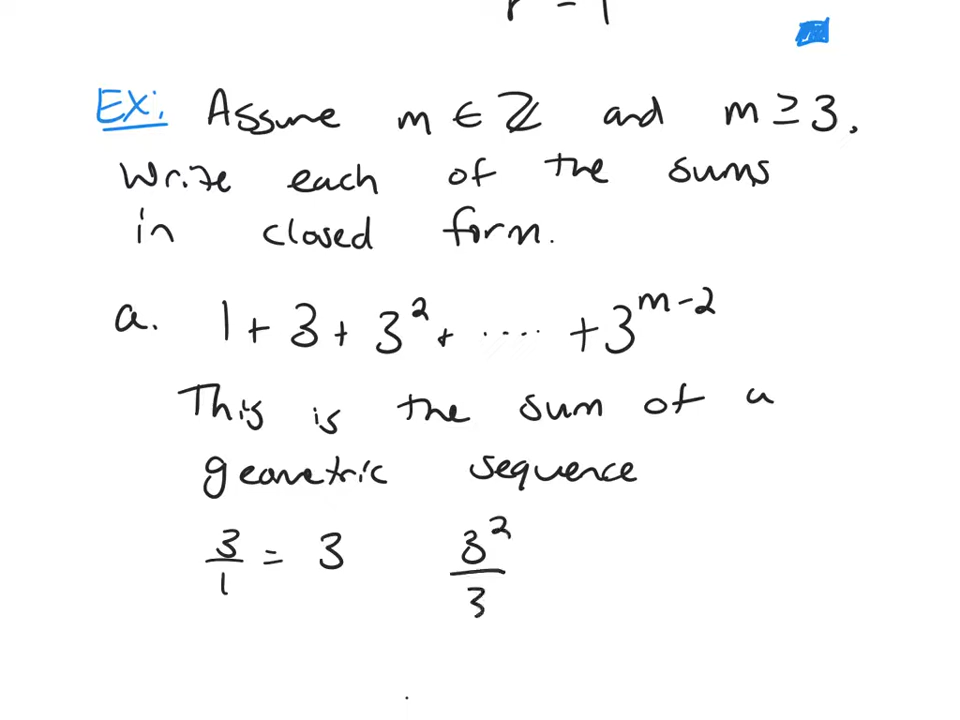 r - 1
EX: Assume m ∈ ℤ and m ≥ 3.
Write each of the sums
in closed form.
a. 1 + 3 + 3² + .... + 3^{m-2}
This is the sum of a
geometric sequence
3/1 = 3   3²/3